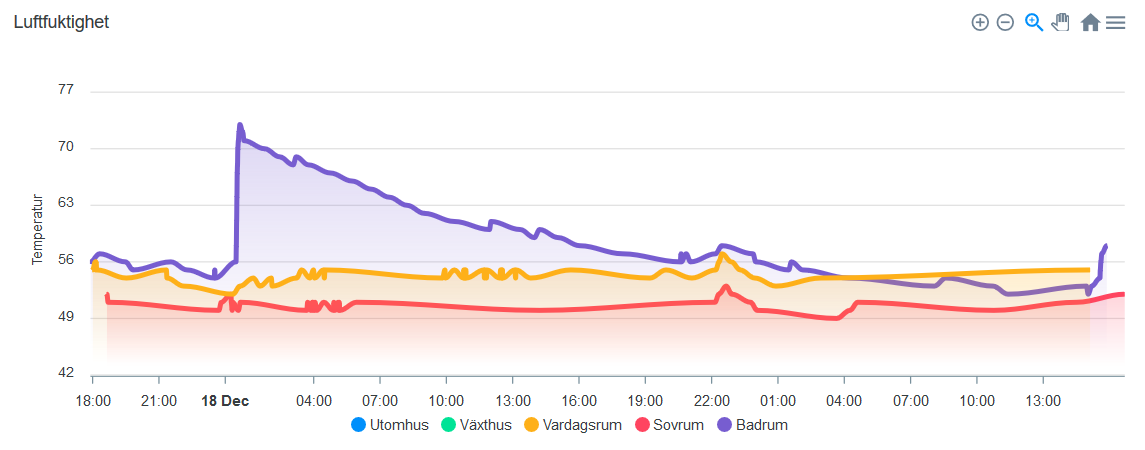 Luftfuktighet
77
70
63
56
49
42
Temperatur
18:00 21:00 18 Dec 04:00 07:00 10:00 13:00 16:00 19:00 22:00 01:00 04:00 07:00 10:00 13:00
Utomhus Växthus Vardagsrum Sovrum Badrum